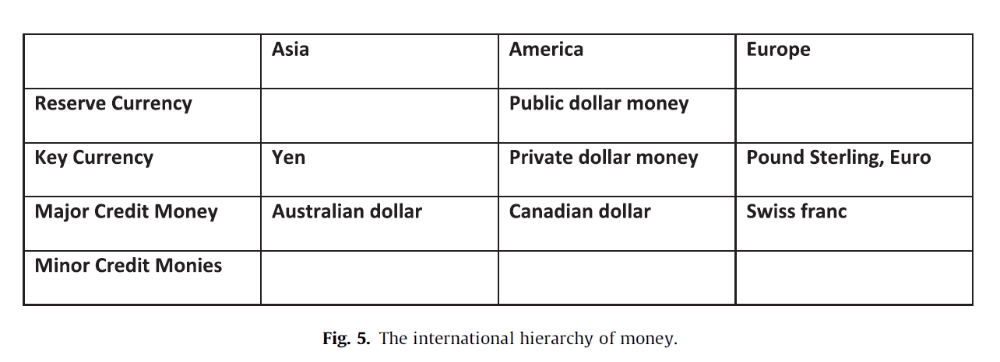 Asia America Europe
Reserve Currency Public dollar money
Key Currency Yen Private dollar money Pound Sterling, Euro
Major Credit Money Australian dollar Canadian dollar Swiss franc
Minor Credit Monies
Fig. 5. The international hierarchy of money.